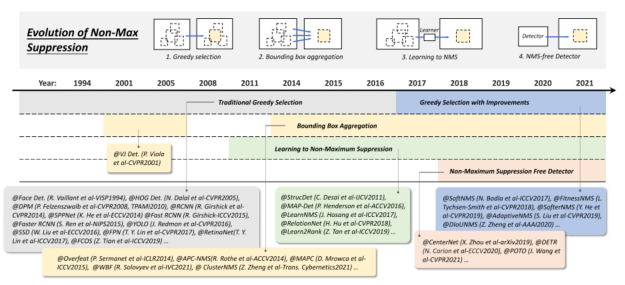 Evolution of Non-Max
Suppression
Learner
Detector
1. Greedy selection
2. Bounding box aggregation
3. Learning to NMS
4. NMS-free Detector
Year: 1994 2001 2005 2008 2011 2014 2015 2016 2017 2018 2019 2020 2021
Traditional Greedy Selection
Greedy Selection with Improvements
Bounding Box Aggregation
Learning to Non-Maximum Suppression
Non-Maximum Suppression Free Detector
@VJ Det. (P. Viola
et al-CVPR2001)
@Face Det. (R. Vaillant et al-VISP1994), @HOG Det. (N. Dalal et al-CVPR2005),
@DPM (P. Felzenszwalb et al-CVPR2008, TPAMI2010), @RCNN (R. Girshick et al-
CVPR2014), @SPPNet (K. He et al-ECCV2014) @Fast RCNN (R. Girshick-ICCV2015),
@Faster RCNN (S. Ren et al-NIPS2015), @YOLO (J. Redmon et al-CVPR2016),
@SSD (W. Liu et al-ECCV2016), @FPN (T. Y. Lin et al-CVPR2017), @RetinaNet(T. Y.
Lin et al-ICCV2017), @FCOS (Z. Tian et al-ICCV2019) ···
@StrucDet (C. Desai et al-IJCV2011),
@MAP-Det (P. Henderson et al-ACCV2016),
@LearnNMS (J. Hosang et al-ICCV2017),
@RelationNet (H. Hu et al-CVPR2018),
@Learn2Rank (Z. Tan et al-ICCV2019) ···
@SoftNMS (N. Bodla et al-ICCV2017), @FitnessNMS (L.
Tychsen-Smith et al-CVPR2018), @SofterNMS (Y. He et
al-CVPR2019), @AdaptiveNMS (S. Liu et al-CVPR2019),
@DIoUNMS (Z. Zheng et al-AAAI2020) ···
@CenterNet (X. Zhou et al-arXiv2019), @DETR
(N. Carion et al-ECCV2020), @POTO (J. Wang et
al-CVPR2021) ···
@Overfeat (P. Sermanet et al-ICLR2014), @APC-NMS(R. Rothe et al-ACCV2014), @MAPC (D. Mrowca et al-
ICCV2015), @WBF (R. Solovyev et al-IVC2021), @ ClusterNMS (Z. Zheng et al-Trans. Cybernetics2021) ···